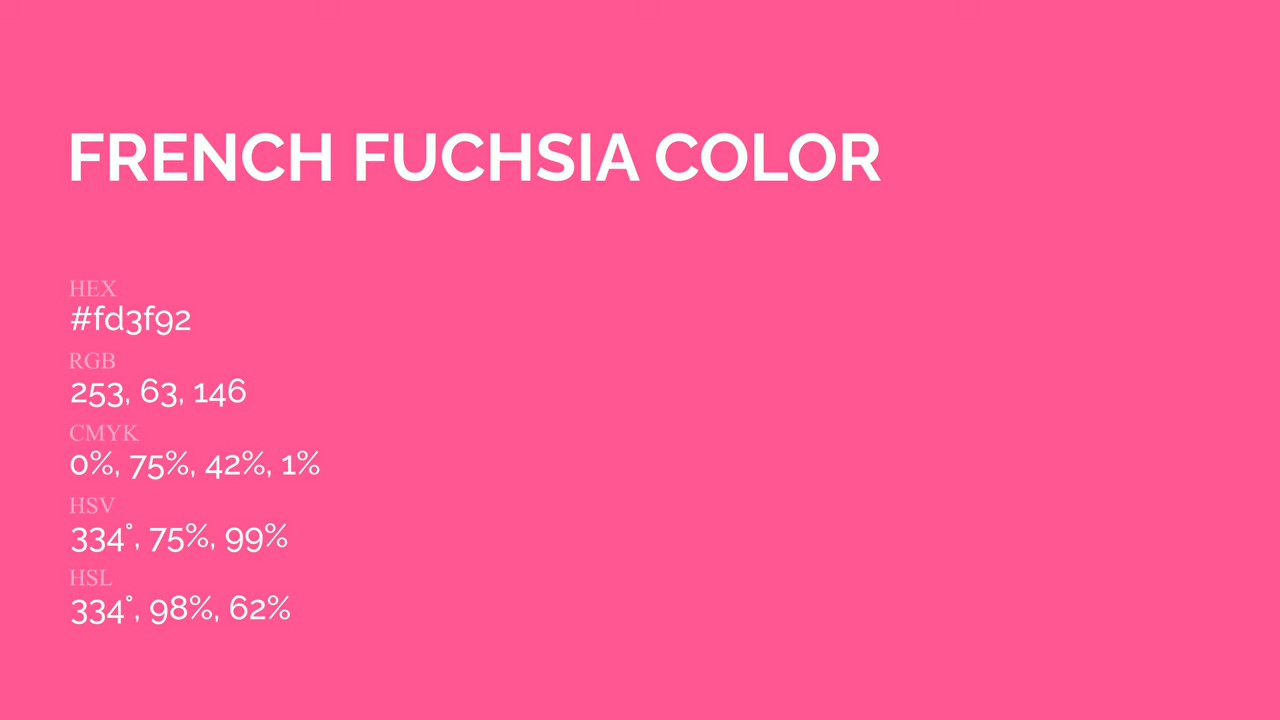 FRENCH FUCHSIA COLOR
HEX
#fd3f92
RGB
253, 63, 146
CMYK
0%, 75%, 42%, 1%
HSV
334°, 75%, 99%
HSL
334°, 98%, 62%